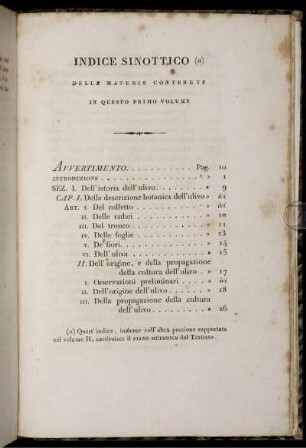 INDICE SINOTTICO (a)
DELLE MATERIE CONTENUTE
IN QUESTO PRIMO VOLUME
AVVERTIMENTO. Pag. III
INTRODUZIONE » 1
SEZ. I. Dell'istoria dell'ulivo. » 9
CAP. I. Della descrizione botanica dell'ulivo » ivi
ART. I. Del colletto » ivi
II. Delle radici » 10
III. Del tronco » 11
IV. Delle foglie » 13
V. De' fiori. » 14
VI. Dell'uliva » 15
II. Dell'origine, e della propagazione
della cultura dell'ulivo » 17
I. Osservazioni preliminari » ivi
II. Dell'origine dell'ulivo » 18
III. Della propagazione della cultura
dell'ulivo » 26
(a) Quest'indice, insieme coll'altra porzione rapportata
nel volume II, costituisce il PIANO METODICO del Trattato.